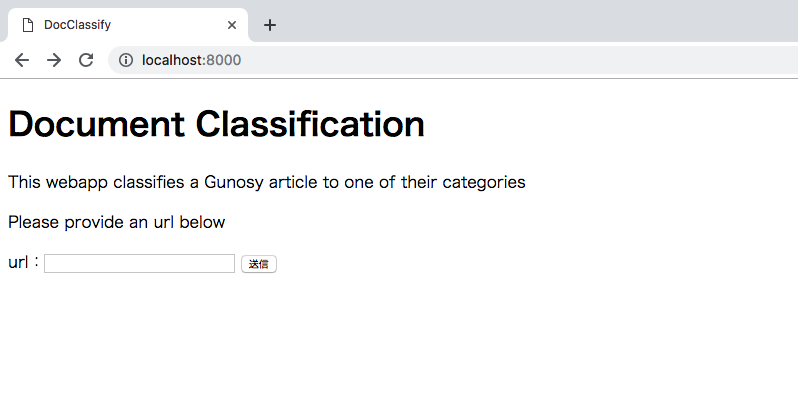 DocClassify
localhost:8000
Document Classification
This webapp classifies a Gunosy article to one of their categories
Please provide an url below
url : 送信